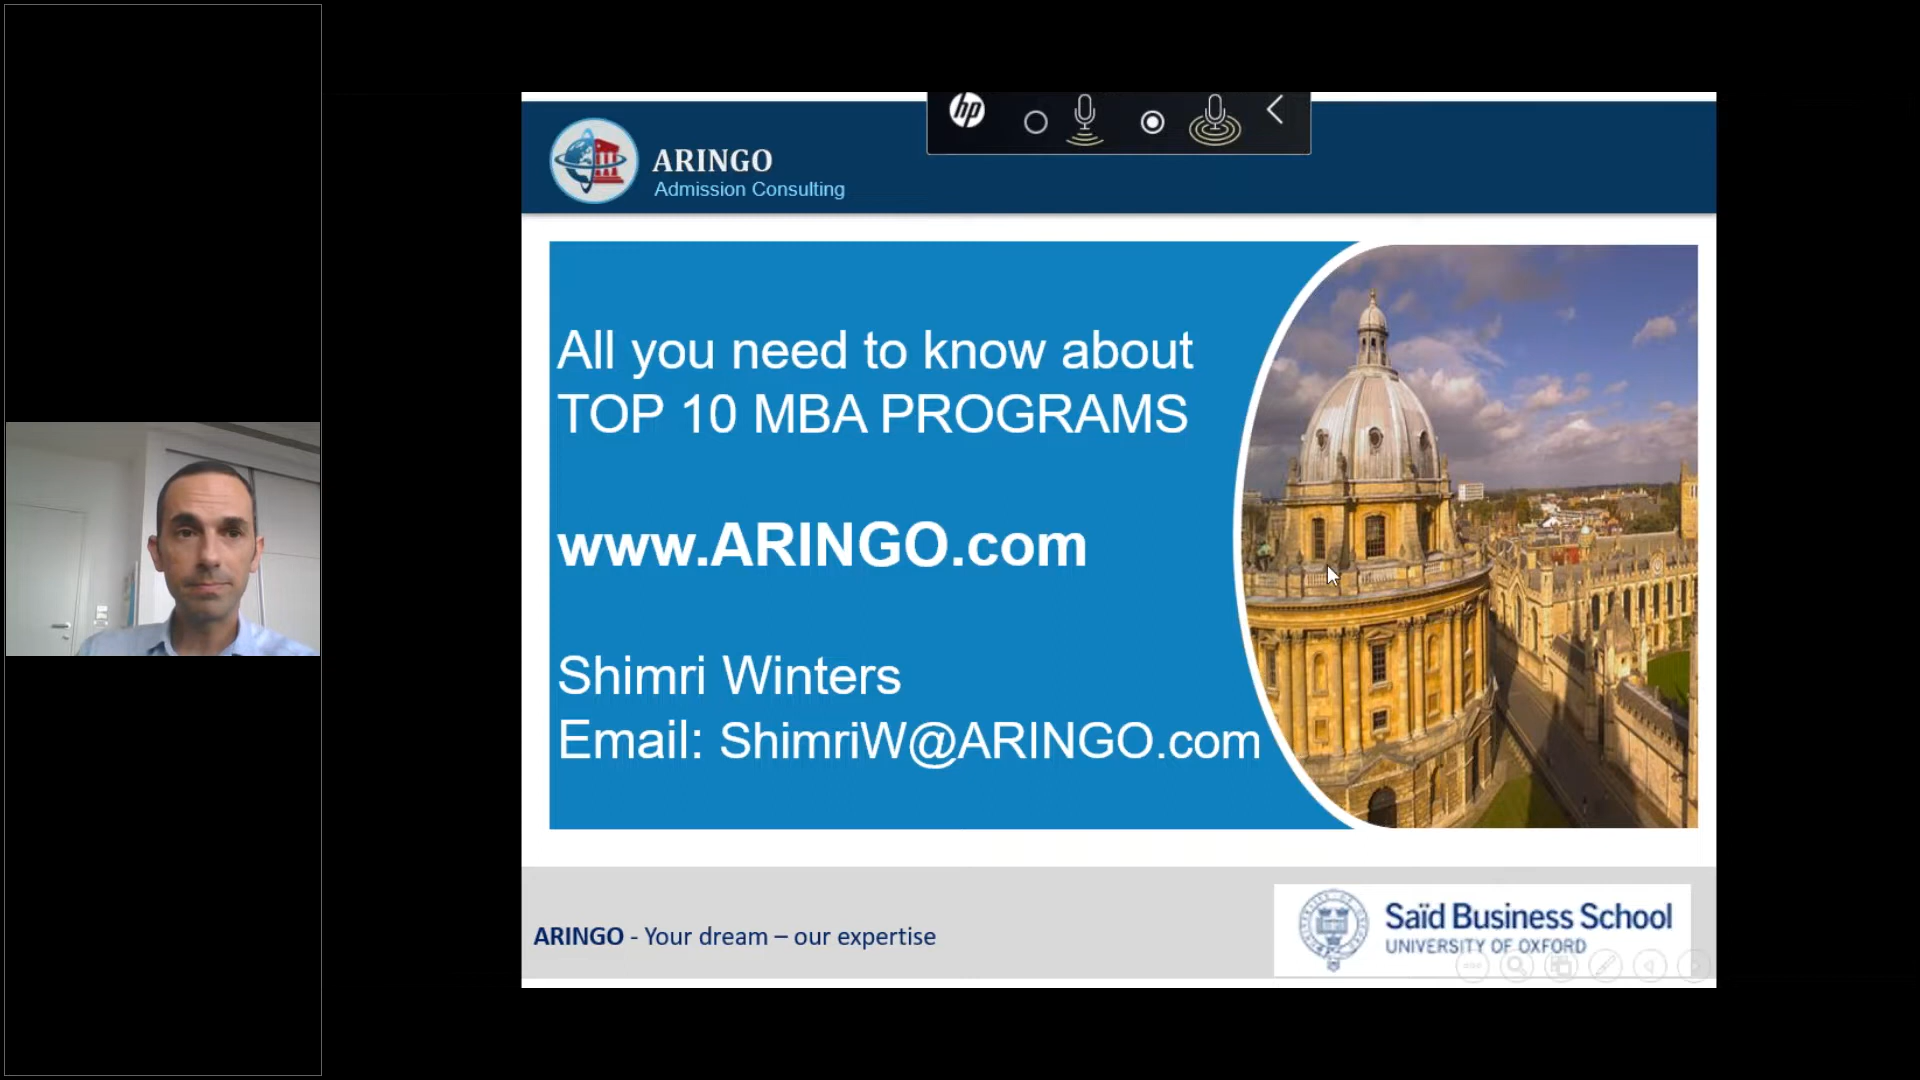 hp
ARINGO
Admission Consulting
All you need to know about
TOP 10 MBA PROGRAMS
www.ARINGO.com
Shimri Winters
Email: ShimriW@ARINGO.com
ARINGO - Your dream – our expertise
Saïd Business School
UNIVERSITY OF OXFORD